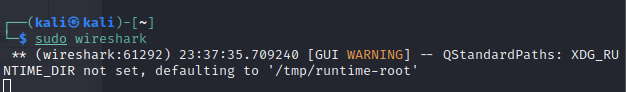 ┌──(kali㉿kali)-[~]
└─$ sudo wireshark
 ** (wireshark:61292) 23:37:35.709240 [GUI WARNING] -- QStandardPaths: XDG_RU
NTIME_DIR not set, defaulting to '/tmp/runtime-root'